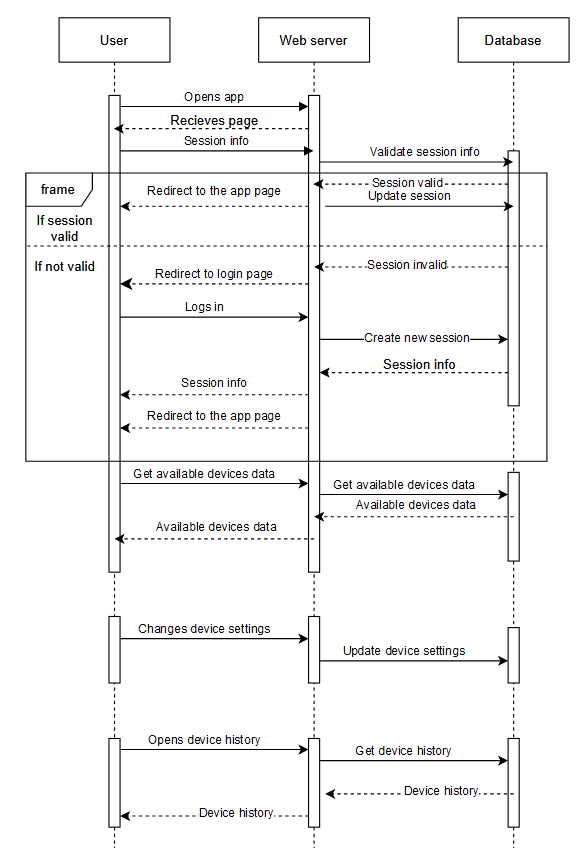 User
Web server
Database
Opens app
Recieves page
Session info
Validate session info
frame
Session valid
Redirect to the app page
Update session
If session
valid
If not valid
Session invalid
Redirect to login page
Logs in
Create new session
Session info
Session info
Redirect to the app page
Get available devices data
Get available devices data
Available devices data
Available devices data
Changes device settings
Update device settings
Opens device history
Get device history
Device history
Device history